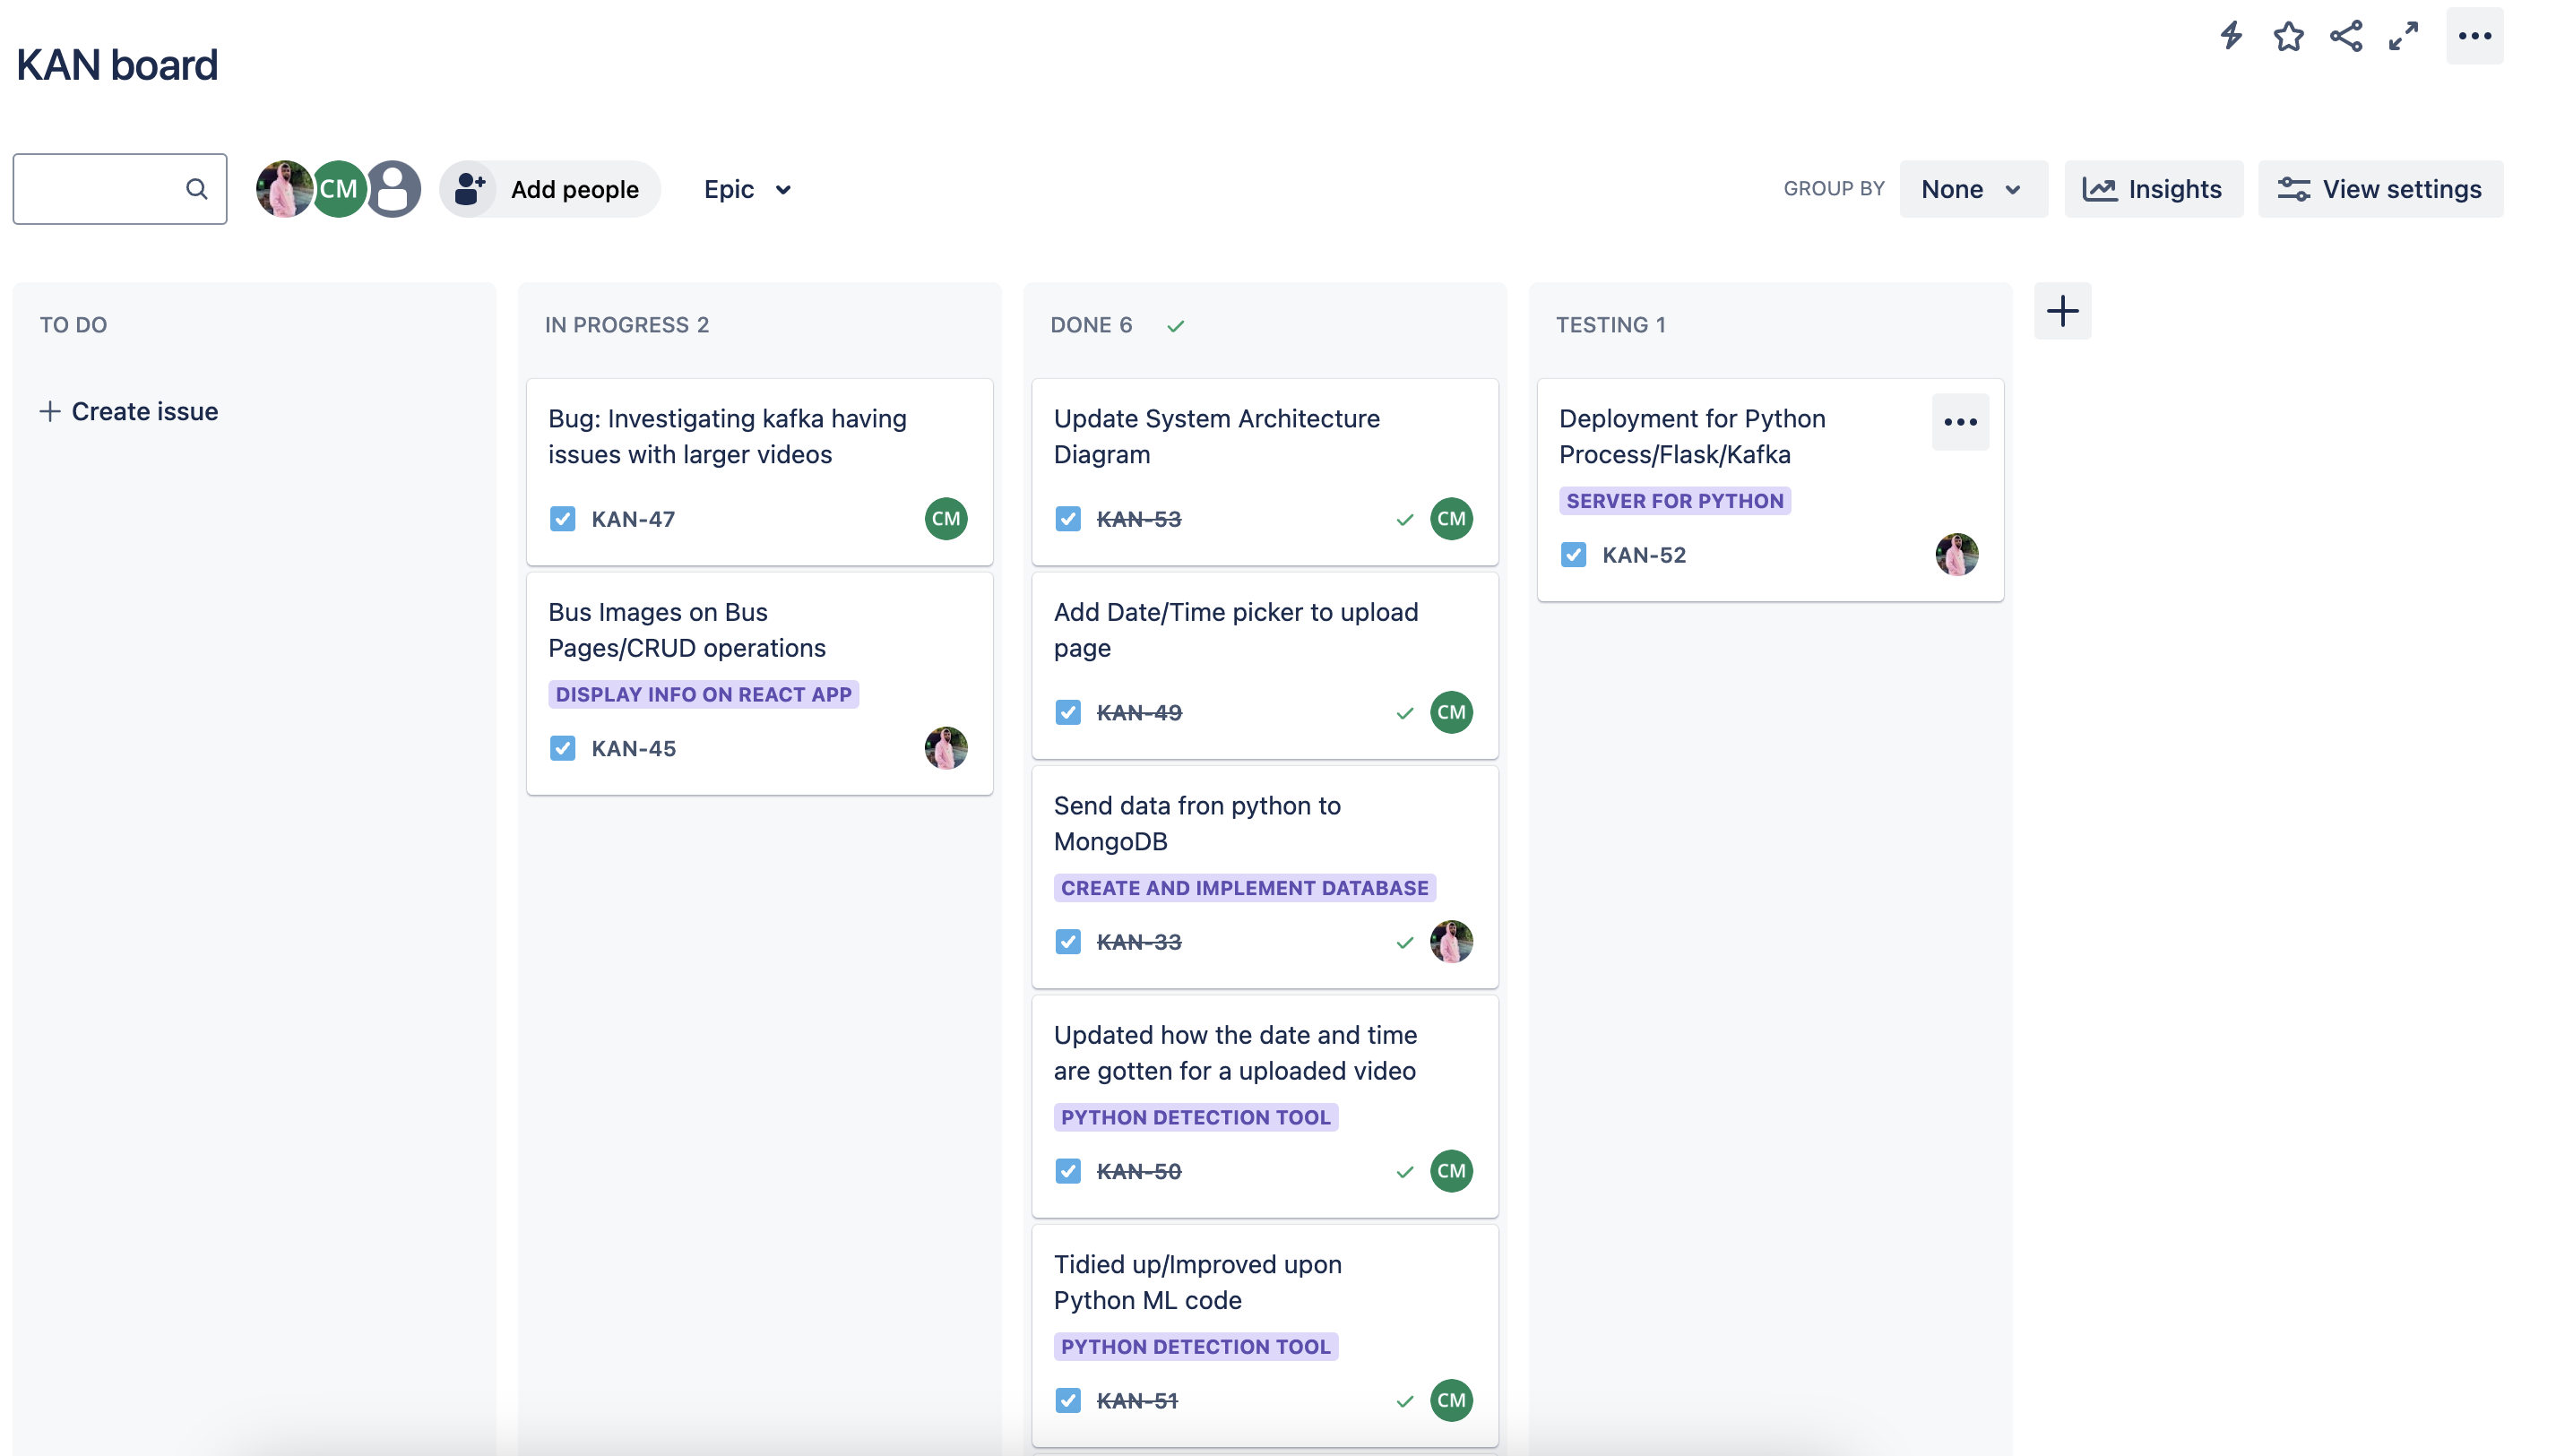 KAN board
CM
Add people
Epic
GROUP BY
None
Insights
View settings
TO DO
Create issue
IN PROGRESS 2
Bug: Investigating kafka having
issues with larger videos
KAN-47
CM
Bus Images on Bus
Pages/CRUD operations
DISPLAY INFO ON REACT APP
KAN-45
DONE 6
Update System Architecture
Diagram
KAN-53
CM
Add Date/Time picker to upload
page
KAN-49
CM
Send data fron python to
MongoDB
CREATE AND IMPLEMENT DATABASE
KAN-33
Updated how the date and time
are gotten for a uploaded video
PYTHON DETECTION TOOL
KAN-50
CM
Tidied up/Improved upon
Python ML code
PYTHON DETECTION TOOL
KAN-51
CM
TESTING 1
Deployment for Python
Process/Flask/Kafka
SERVER FOR PYTHON
KAN-52